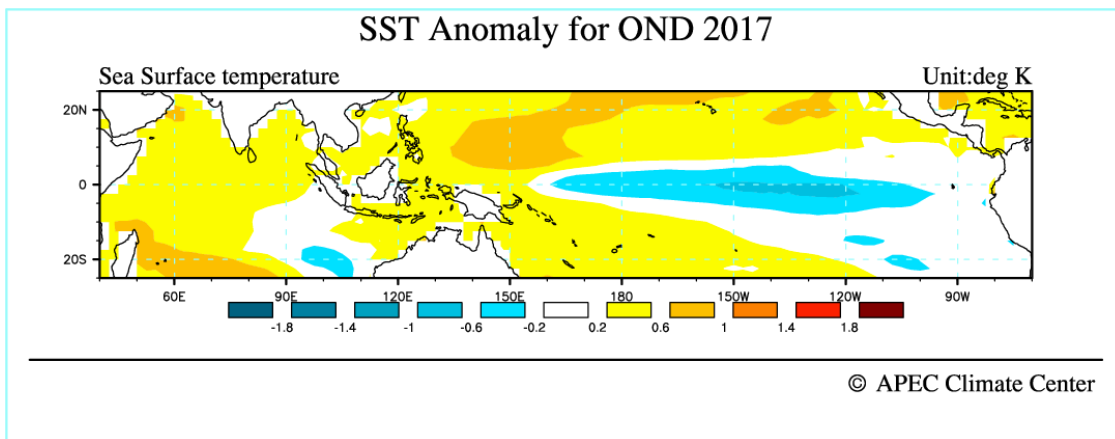 SST Anomaly for OND 2017
Sea Surface temperature Unit:deg K
20N
0
20S
60E 90E 120E 150E 180 150W 120W 90W
-1.8 -1.4 -1 -0.6 -0.2 0.2 0.6 1 1.4 1.8
© APEC Climate Center